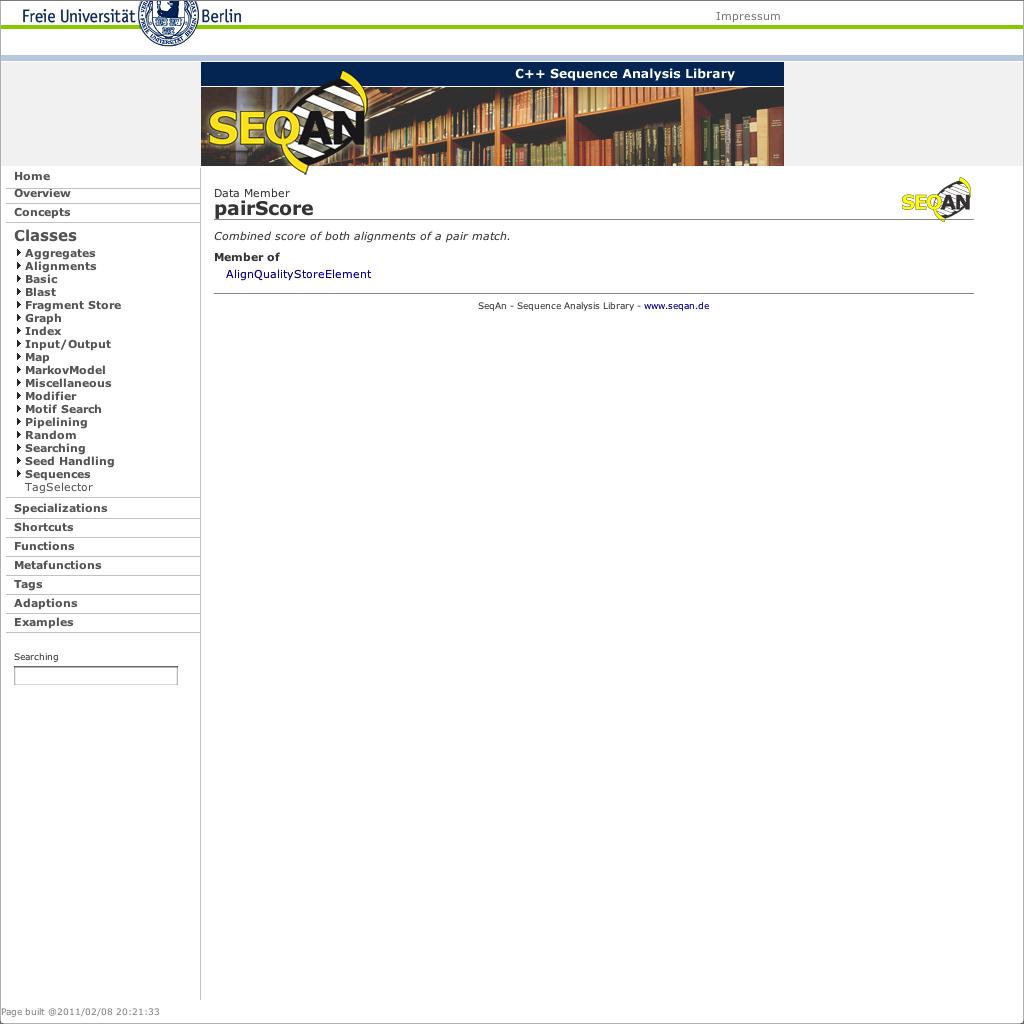 Freie Universität Berlin
Impressum
C++ Sequence Analysis Library
SEQAN
Home
Overview
Concepts
Classes
Aggregates
Alignments
Basic
Blast
Fragment Store
Graph
Index
Input/Output
Map
MarkovModel
Miscellaneous
Modifier
Motif Search
Pipelining
Random
Searching
Seed Handling
Sequences
TagSelector
Specializations
Shortcuts
Functions
Metafunctions
Tags
Adaptions
Examples
Searching
Data Member
SEQAN
pairScore
Combined score of both alignments of a pair match.
Member of
AlignQualityStoreElement
SeqAn - Sequence Analysis Library - www.seqan.de
Page built @2011/02/08 20:21:33